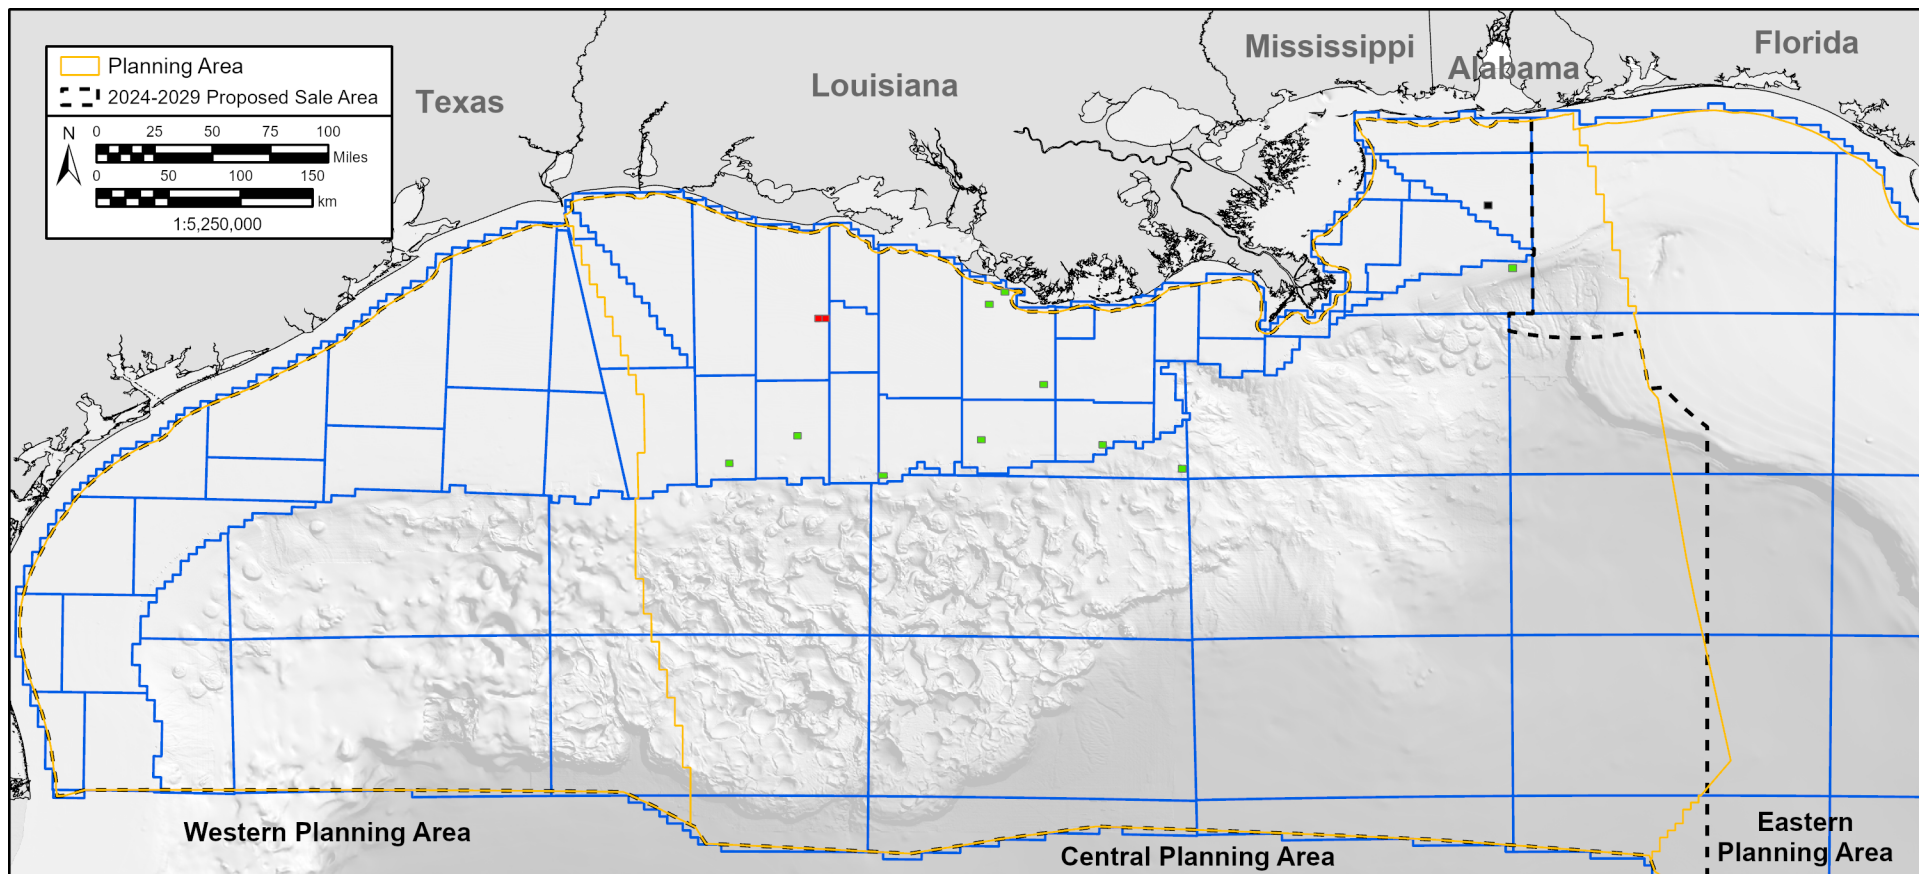 Mississippi
Florida
Alabama
Louisiana
Texas
Planning Area
2024-2029 Proposed Sale Area
N
0 25 50 75 100
Miles
0 50 100 150
km
1:5,250,000
Western Planning Area
Central Planning Area
Eastern
Planning Area